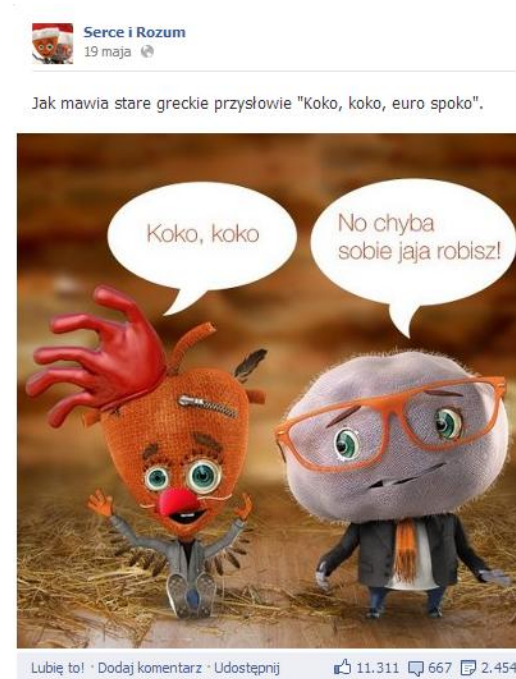 Serce i Rozum
19 maja
Jak mawia stare greckie przysłowie "Koko, koko, euro spoko".
Koko, koko
No chyba
sobie jaja robisz!
Lubię to! · Dodaj komentarz · Udostępnij 11.311 667 2.454